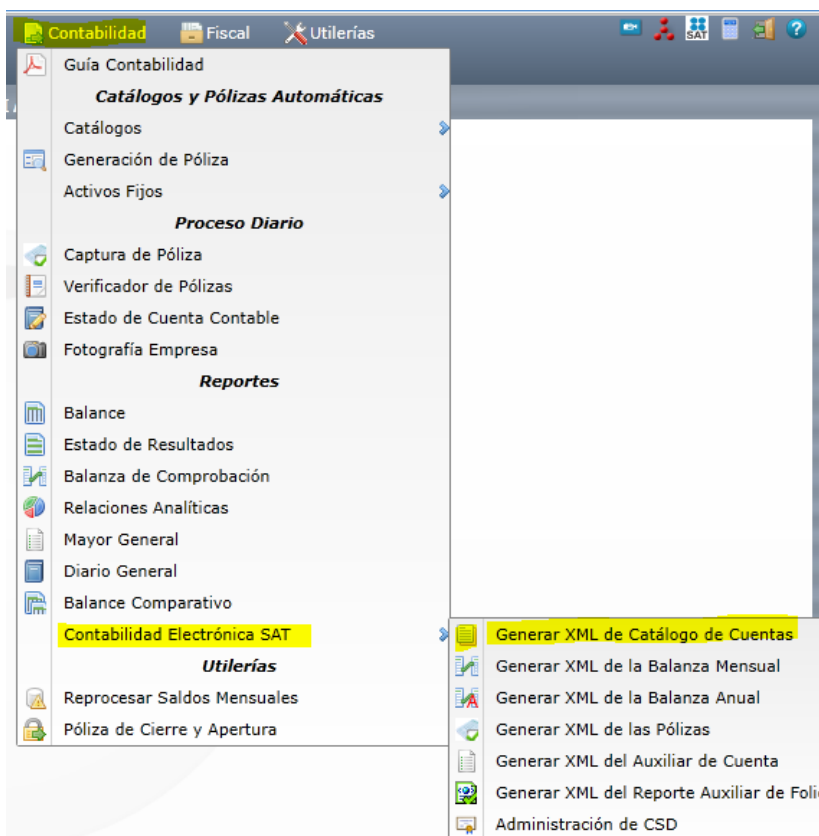 Contabilidad Fiscal Utilerías SAT
Guía Contabilidad
Catálogos y Pólizas Automáticas
Catálogos
Generación de Póliza
Activos Fijos
Proceso Diario
Captura de Póliza
Verificador de Pólizas
Estado de Cuenta Contable
Fotografía Empresa
Reportes
Balance
Estado de Resultados
Balanza de Comprobación
Relaciones Analíticas
Mayor General
Diario General
Balance Comparativo
Contabilidad Electrónica SAT
Utilerías
Reprocesar Saldos Mensuales
Póliza de Cierre y Apertura
Generar XML de Catálogo de Cuentas
Generar XML de la Balanza Mensual
Generar XML de la Balanza Anual
Generar XML de las Pólizas
Generar XML del Auxiliar de Cuenta
Generar XML del Reporte Auxiliar de Foli
Administración de CSD